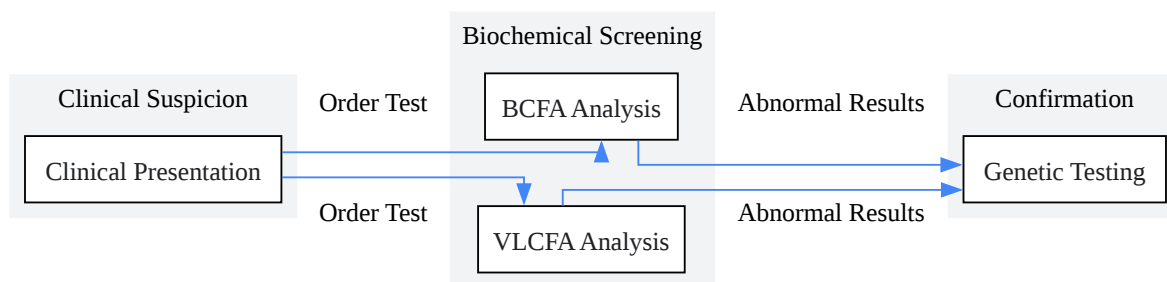 Biochemical Screening
Clinical Suspicion
Order Test
BCFA Analysis
Abnormal Results
Confirmation
Clinical Presentation
Genetic Testing
Order Test
VLCFA Analysis
Abnormal Results